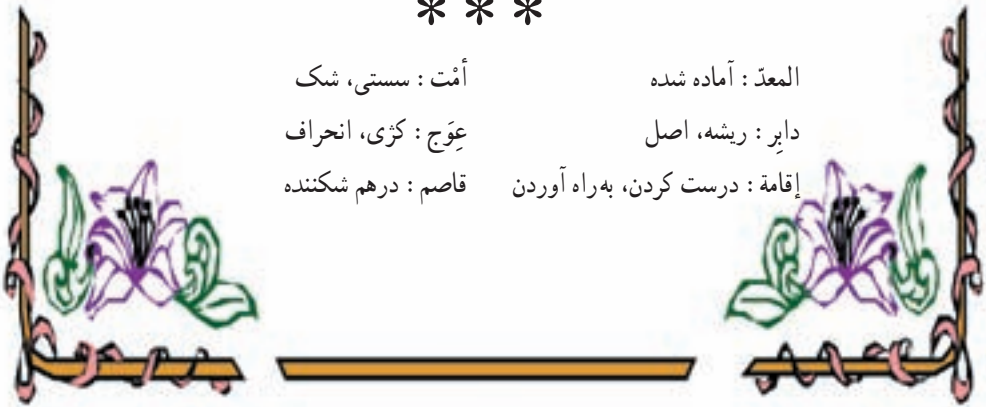 ***
المعدّ : آماده شده
أمْت : سستی، شک
دابِر : ریشه، اصل
عِوَج : کژی، انحراف
إقامة : درست کردن، به‌راه آوردن
قاصم : درهم شکننده